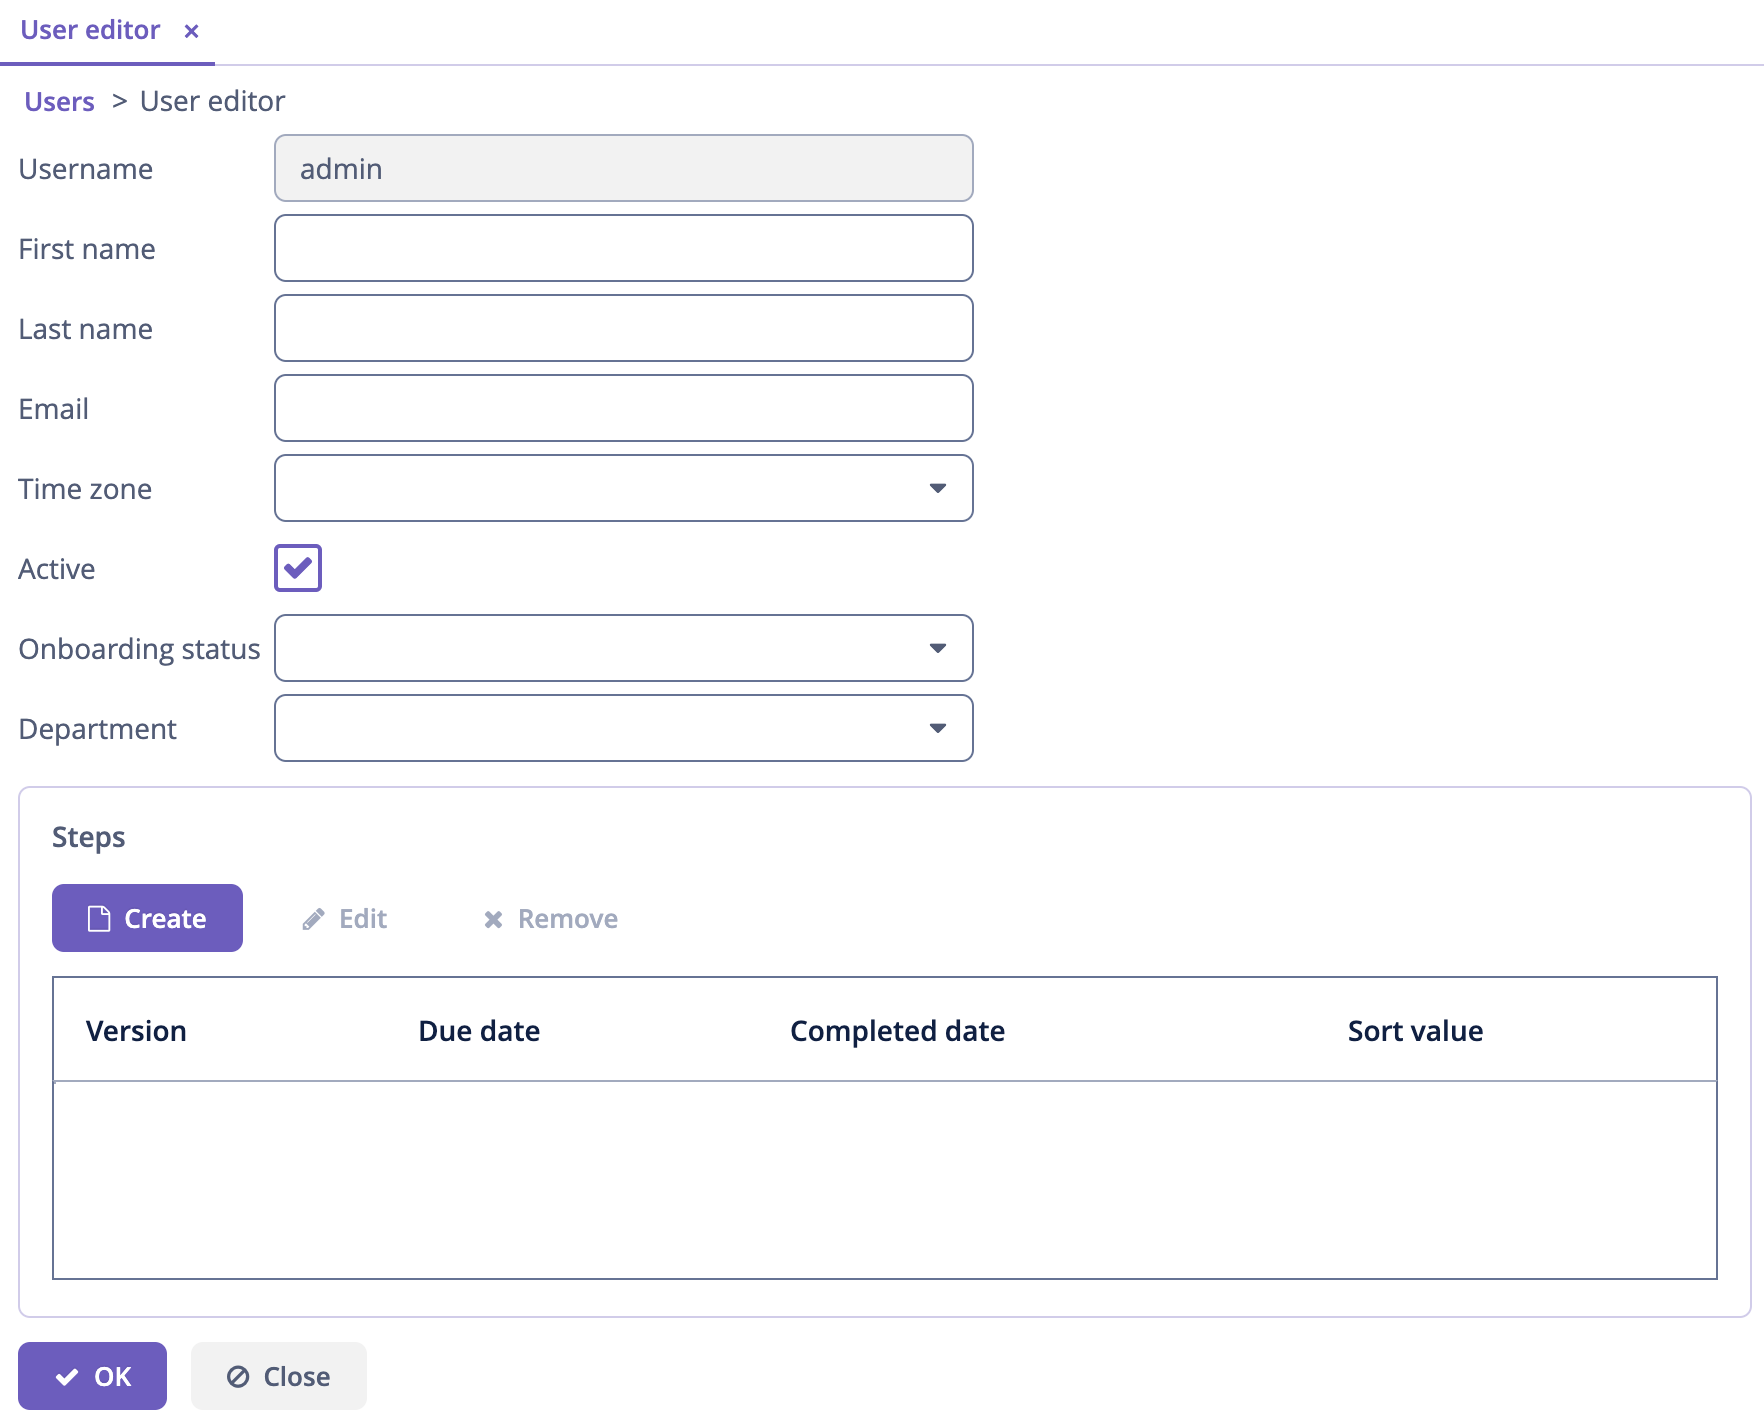 User editor ×
Users > User editor
Username admin
First name
Last name
Email
Time zone
Active
Onboarding status
Department
Steps
Create Edit Remove
Version Due date Completed date Sort value
OK Close